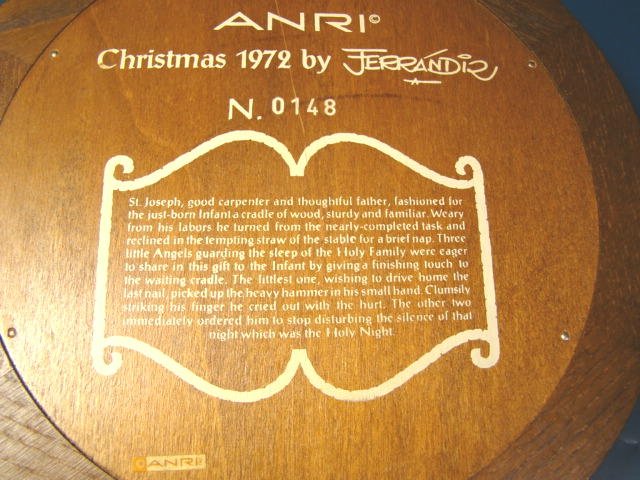 ANRI©
Christmas 1972 by FERRÁNDIZ
N. 0148
St. Joseph, good carpenter and thoughtful father, fashioned for
the just-born Infant a cradle of wood, sturdy and familiar. Weary
from his labors he turned from the nearly-completed task and
reclined in the tempting straw of the stable for a brief nap. Three
little Angels guarding the sleep of the Holy Family were eager
to share in this gift to the Infant by giving a finishing touch to
the waiting cradle. The littlest one, wishing to drive home the
last nail, picked up the heavy hammer in his small hand. Clumsily
striking his finger he cried out with the hurt. The other two
immediately ordered him to stop disturbing the silence of that
night which was the Holy Night.
ANRI